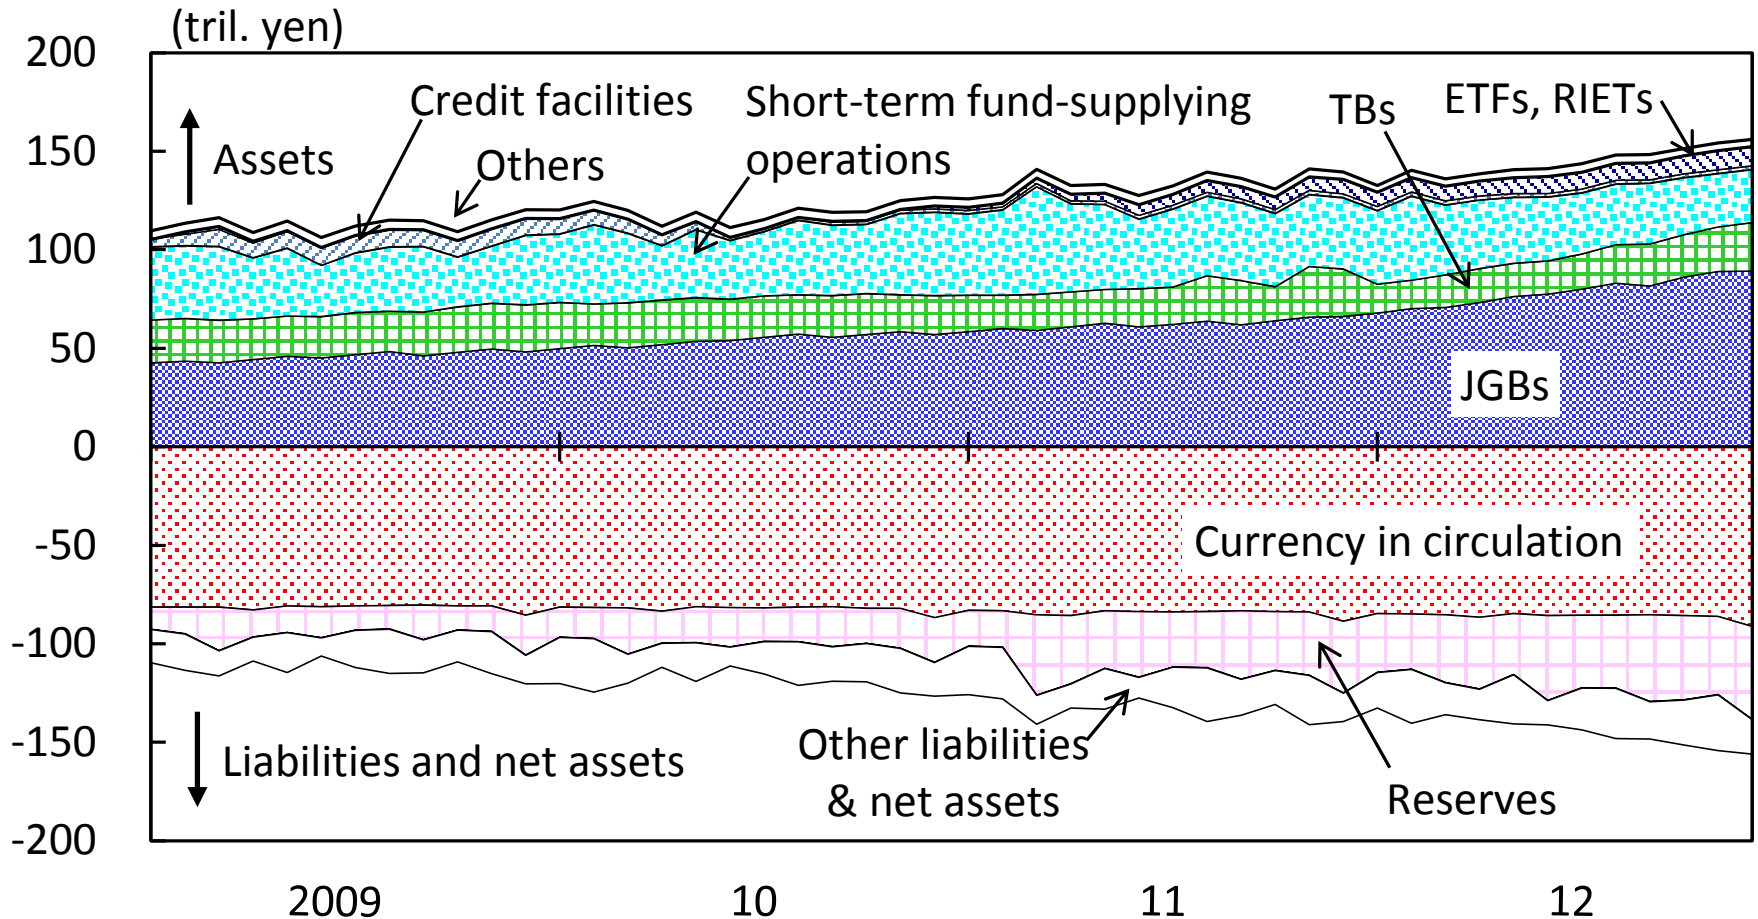 (tril. yen)
200
150
100
50
0
-50
-100
-150
-200
Credit facilities
Short-term fund-supplying
operations
TBs
ETFs, RIETs
Assets
Others
JGBs
Currency in circulation
Liabilities and net assets
Other liabilities
& net assets
Reserves
2009
10
11
12